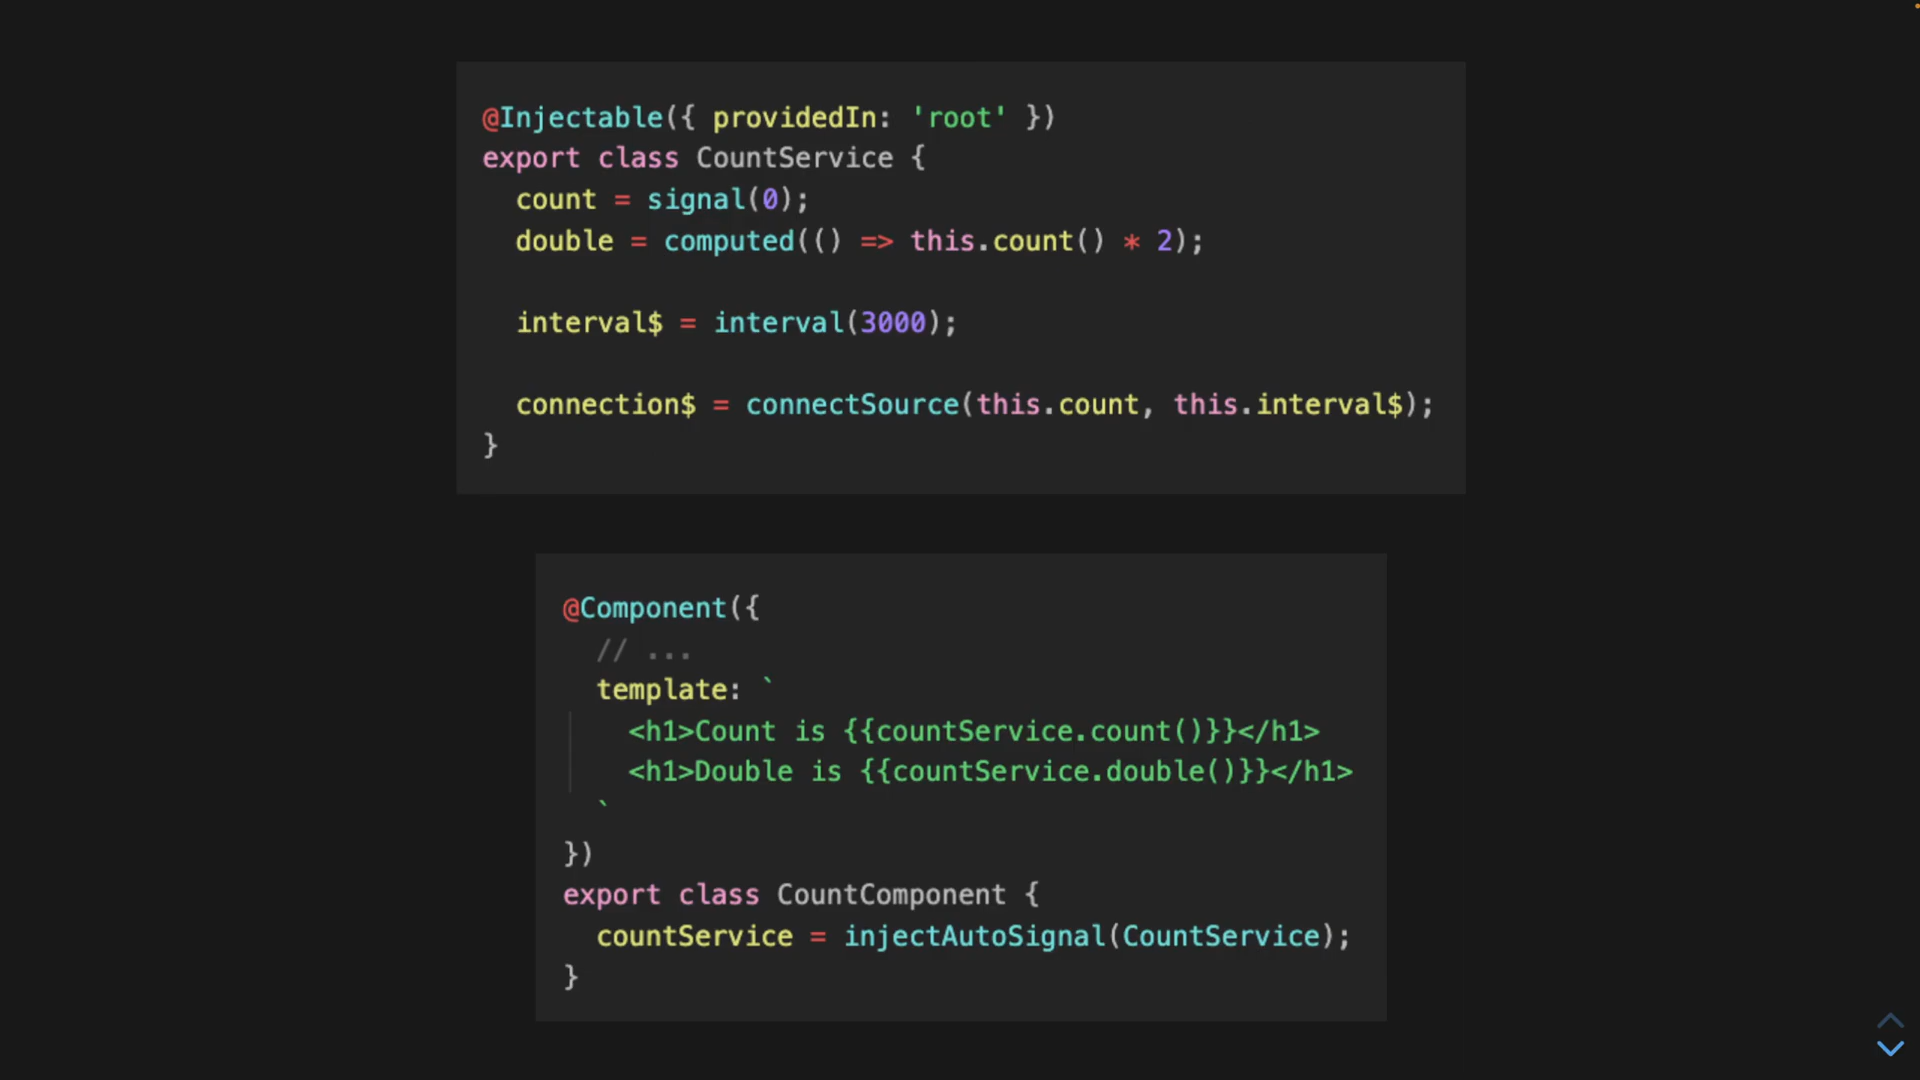 @Injectable({ providedIn: 'root' })
export class CountService {
  count = signal(0);
  double = computed(() => this.count() * 2);
  interval$ = interval(3000);
  connection$ = connectSource(this.count, this.interval$);
}
@Component({
  // ...
  template: `
    <h1>Count is {{countService.count()}}</h1>
    <h1>Double is {{countService.double()}}</h1>
  `
})
export class CountComponent {
  countService = injectAutoSignal(CountService);
}